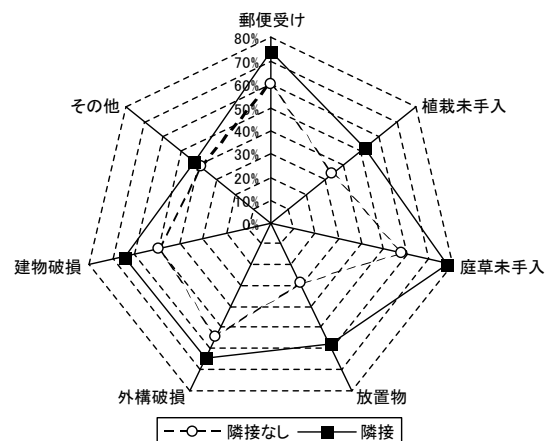 郵便受け
80%
70%
60%
50%
40%
30%
20%
10%
0%
その他
植栽未手入
建物破損
庭草未手入
外構破損
放置物
隣接なし 隣接